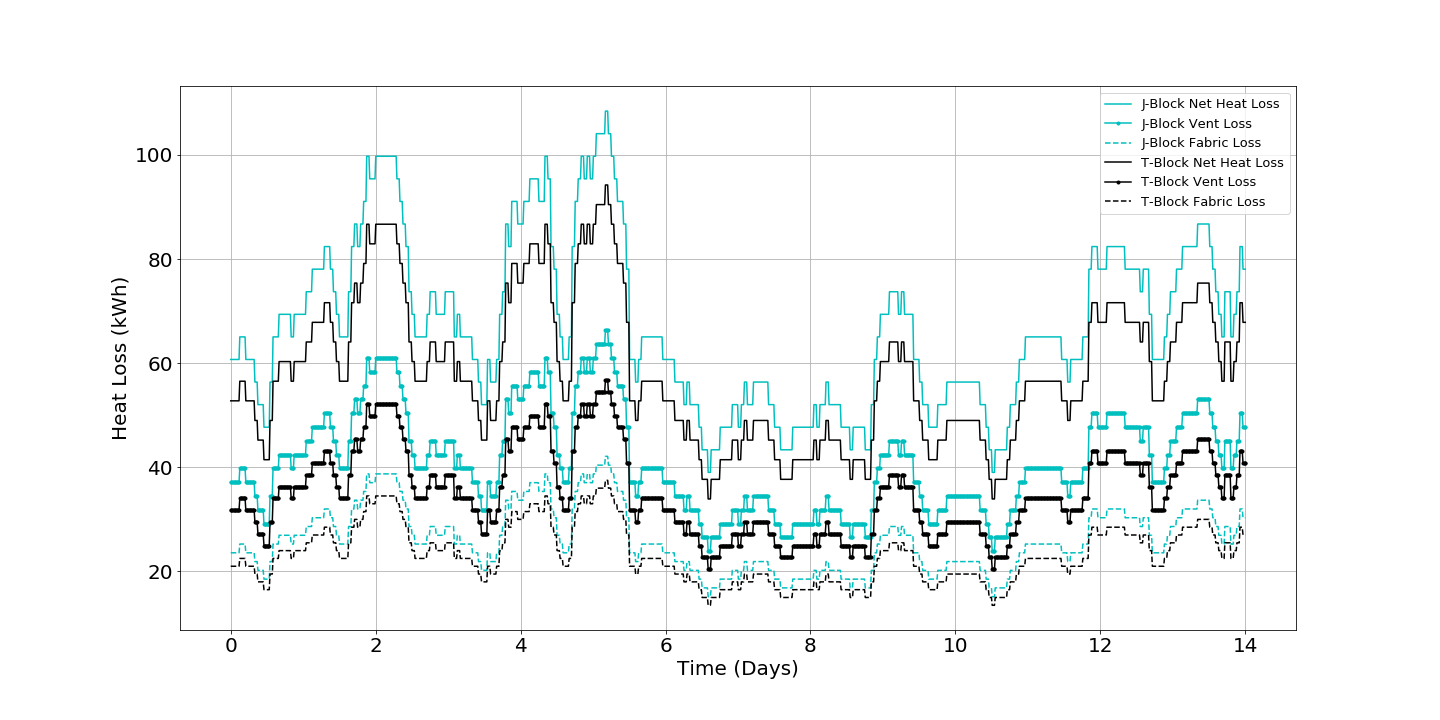 J-Block Net Heat Loss
J-Block Vent Loss
J-Block Fabric Loss
T-Block Net Heat Loss
T-Block Vent Loss
T-Block Fabric Loss
Heat Loss (kWh)
100
80
60
40
20
0 2 4 6 8 10 12 14
Time (Days)